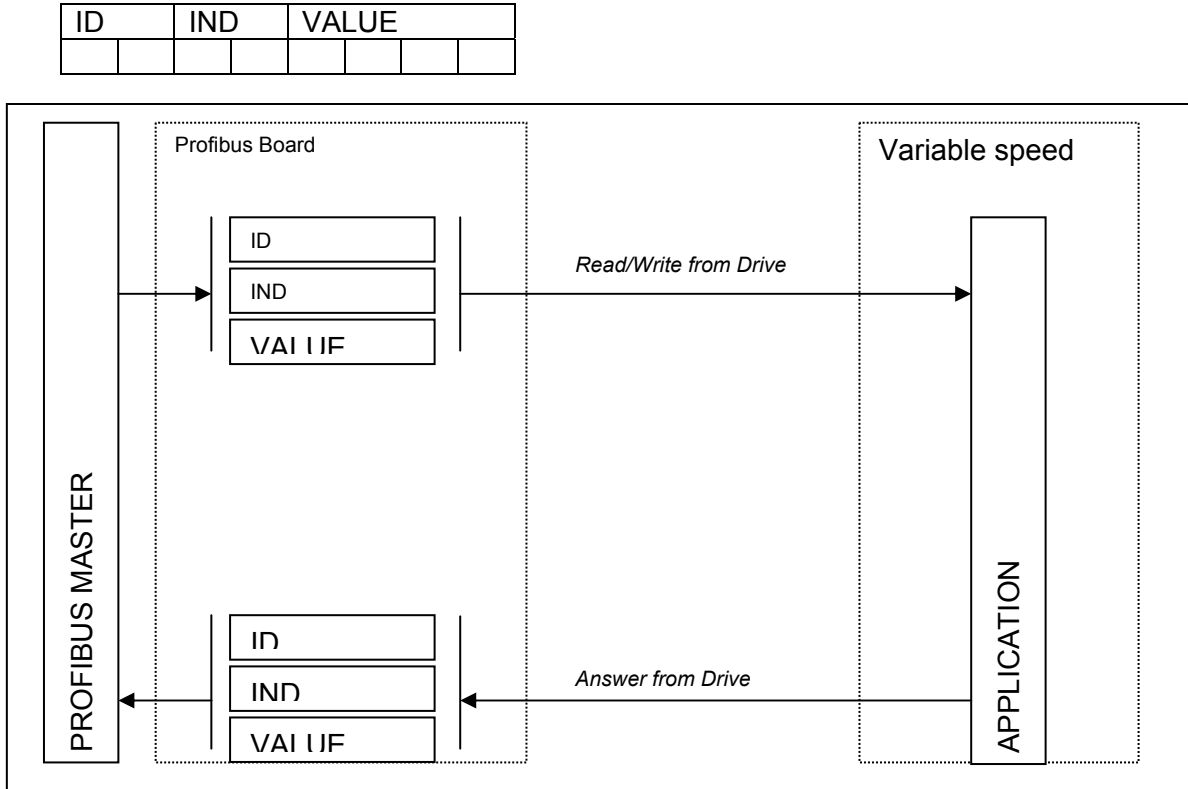 ID IND VALUE
Profibus Board
Variable speed
ID
IND
VALUE
Read/Write from Drive
PROFIBUS MASTER
APPLICATION
ID
IND
VALUE
Answer from Drive